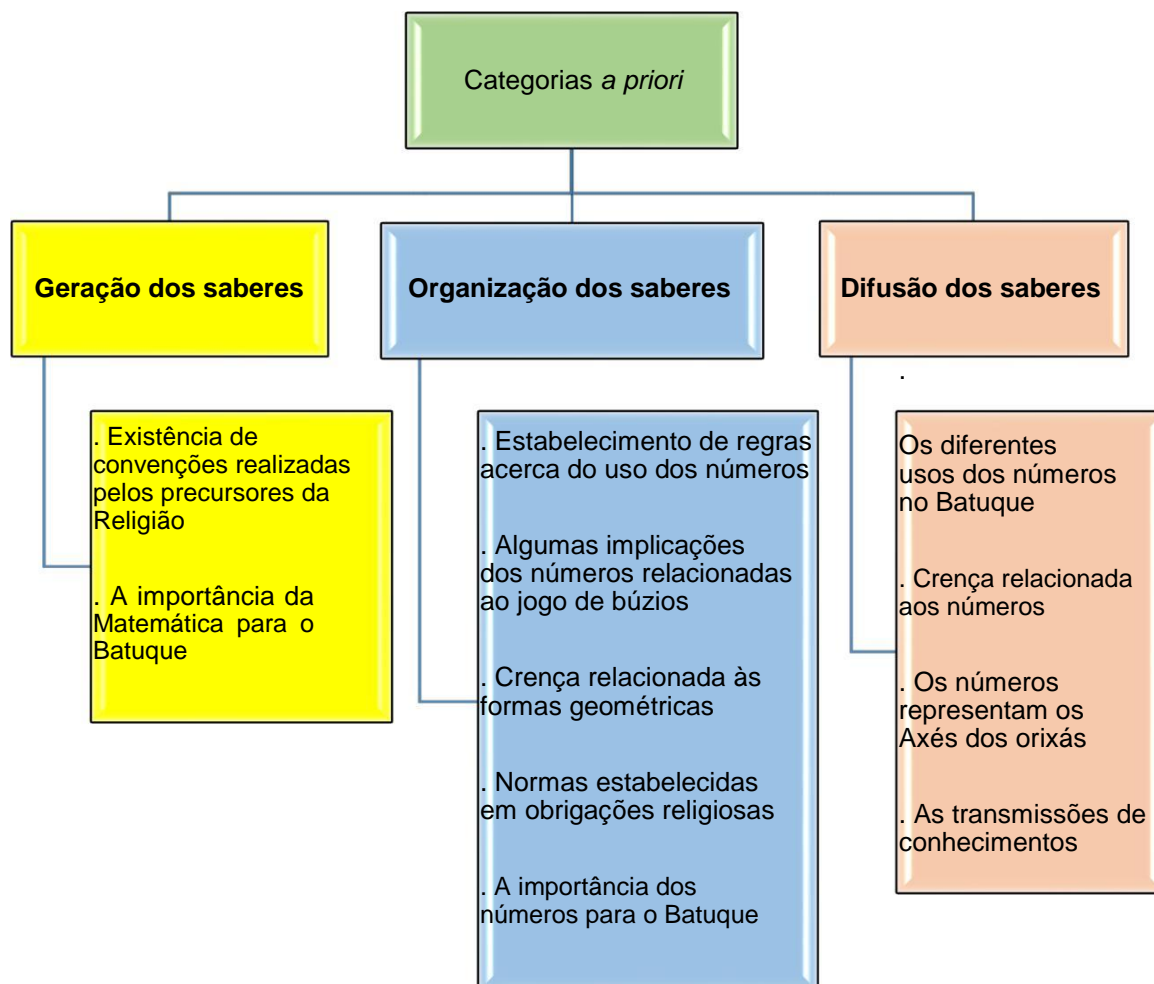 Categorias a priori
Geração dos saberes
. Existência de
convenções realizadas
pelos precursores da
Religião
. A importância da
Matemática para o
Batuque
Organização dos saberes
. Estabelecimento de regras
acerca do uso dos números
. Algumas implicações
dos números relacionadas
ao jogo de búzios
. Crença relacionada às
formas geométricas
. Normas estabelecidas
em obrigações religiosas
. A importância dos
números para o Batuque
Difusão dos saberes
.
Os diferentes
usos dos números
no Batuque
. Crença relacionada
aos números
. Os números
representam os
Axés dos orixás
. As transmissões de
conhecimentos